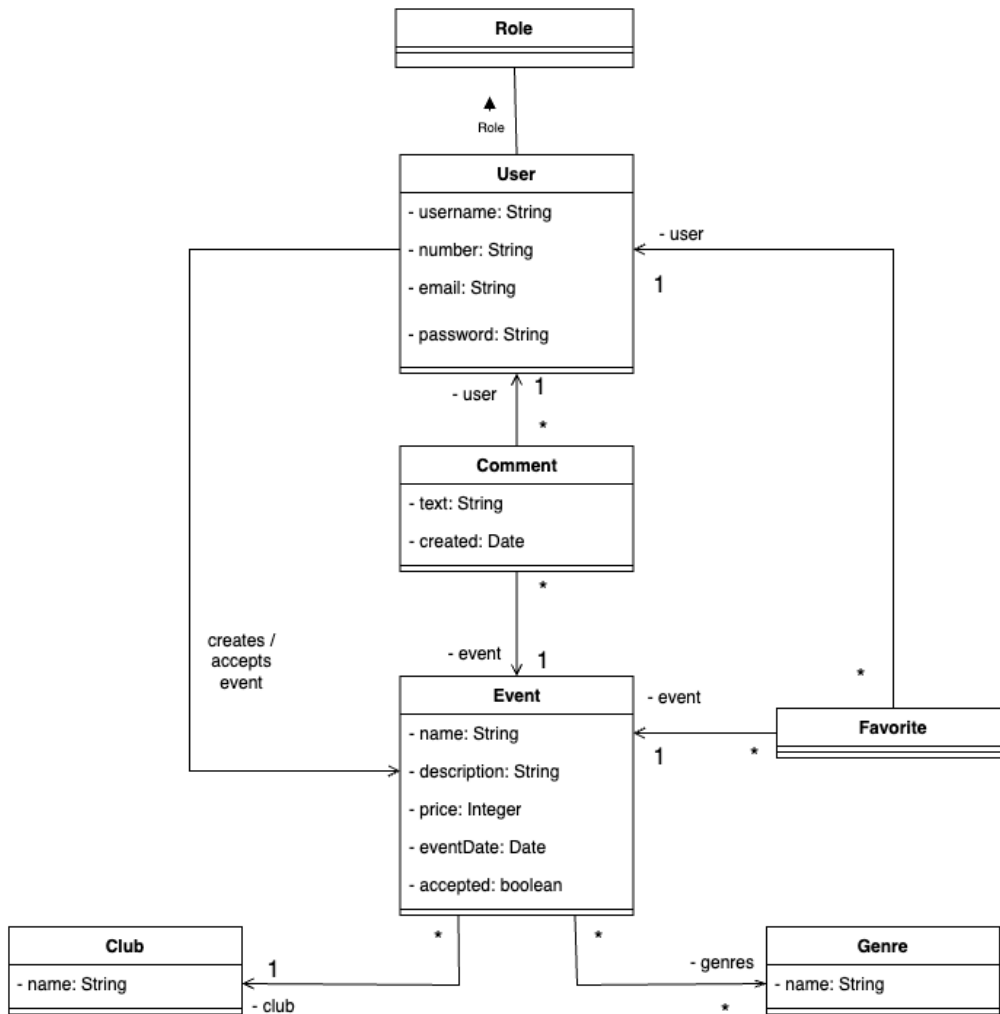 Role
Role
User
- username: String
- number: String
- email: String
- password: String
- user
1
- user
1
*
Comment
- text: String
- created: Date
*
creates /
accepts
event
- event
1
Event
- name: String
- description: String
- price: Integer
- eventDate: Date
- accepted: boolean
- event
1
*
*
Favorite
*
*
Club
- name: String
1
- club
- genres
*
Genre
- name: String